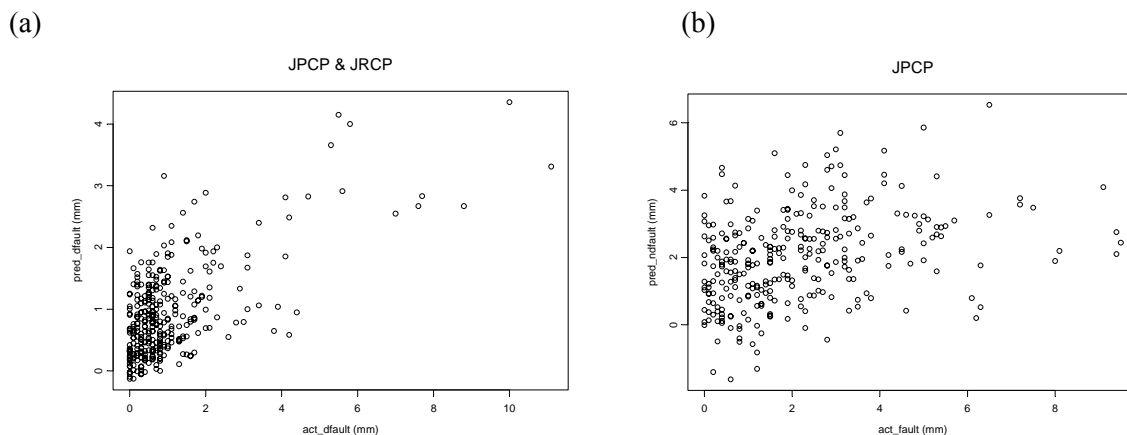 (a)
(b)
JPCP & JRCP
JPCP
pred_dfault (mm)
4
3
2
1
0
0 2 4 6 8 10
act_dfault (mm)
pred_ndfault (mm)
6
4
2
0
0 2 4 6 8
act_fault (mm)